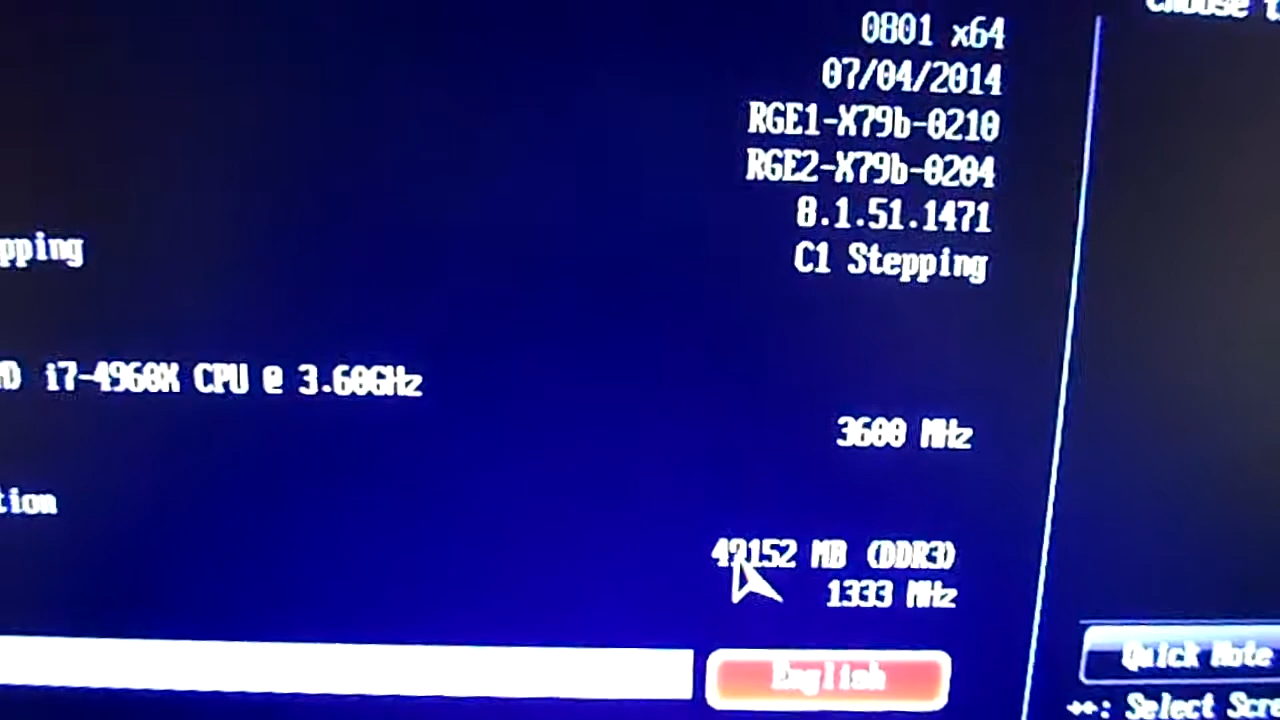 Choose t
0801 x64
07/04/2014
RGE1-X79b-0210
RGE2-X79b-0204
8.1.51.1471
pping
C1 Stepping
i7-4960X CPU @ 3.60GHz
3600 MHz
tion
49152 MB (DDR3)
1333 MHz
English
Quick Note
→←: Select Scre